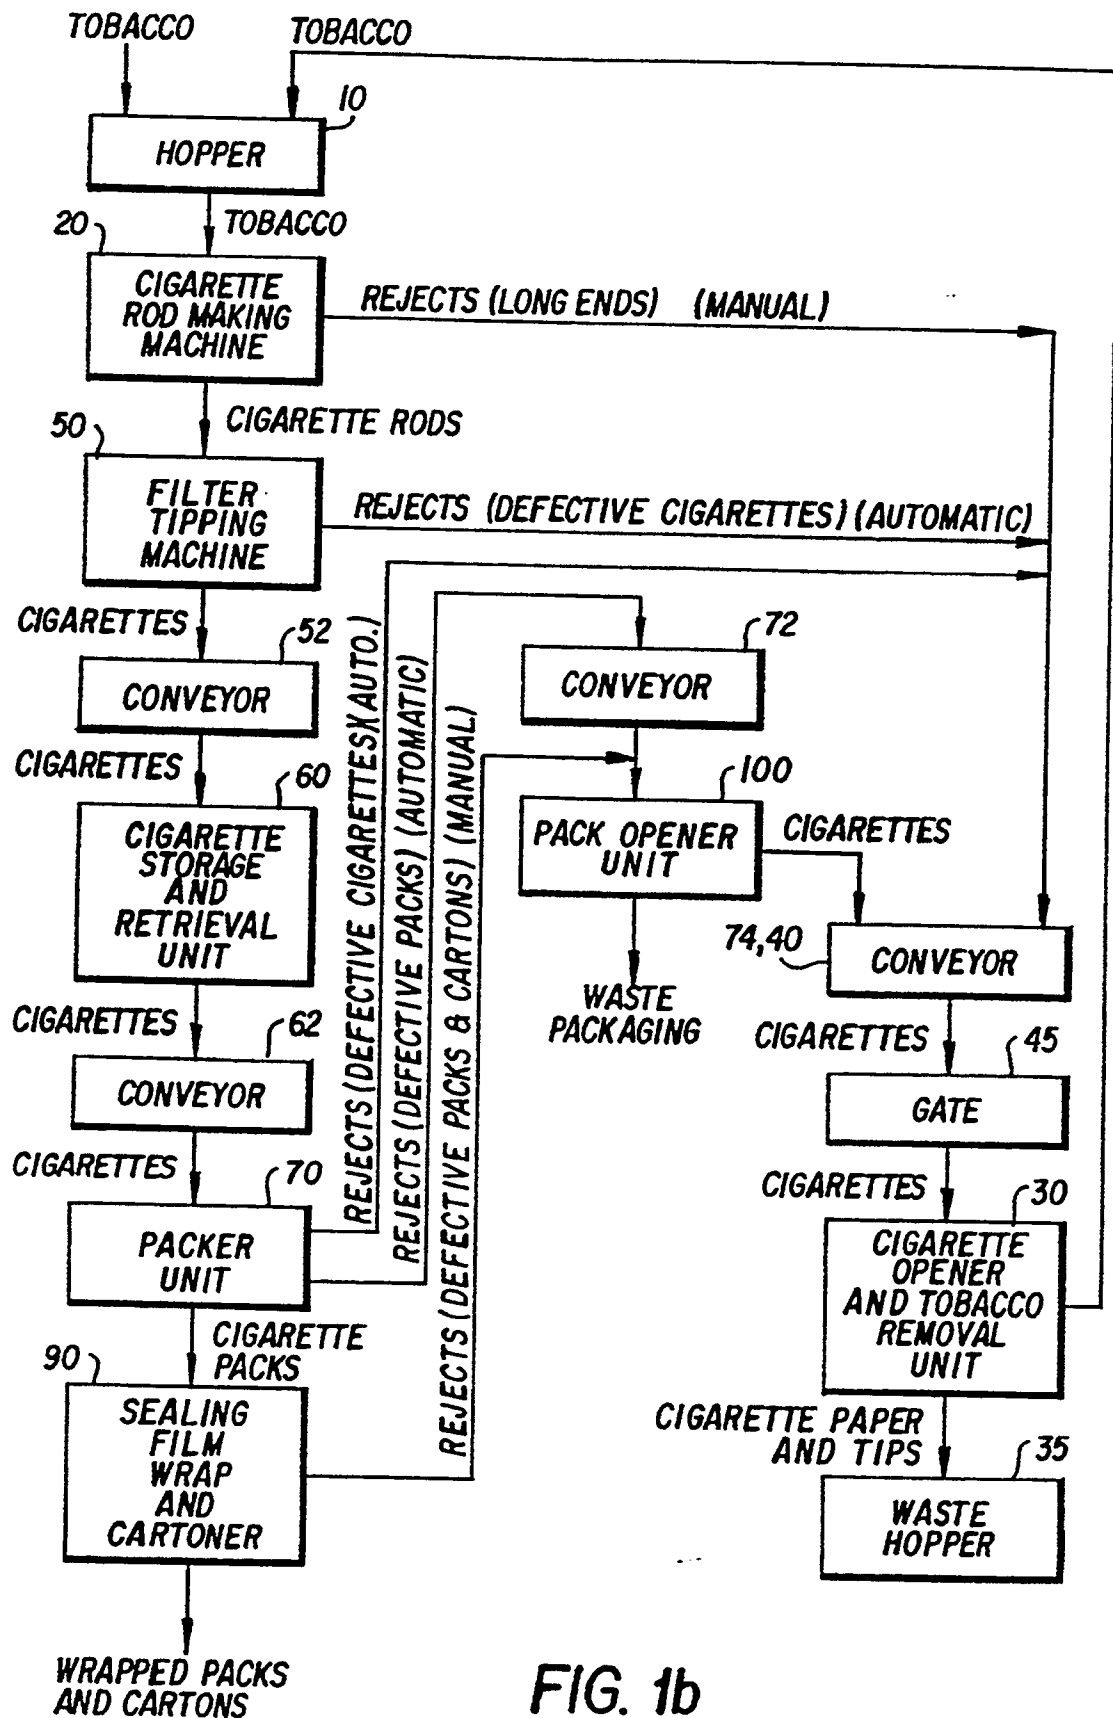 TOBACCO
TOBACCO
10
HOPPER
TOBACCO
20
CIGARETTE
ROD MAKING
MACHINE
REJECTS (LONG ENDS) (MANUAL)
CIGARETTE RODS
50
FILTER
TIPPING
MACHINE
REJECTS (DEFECTIVE CIGARETTES) (AUTOMATIC)
CIGARETTES
52
CONVEYOR
CIGARETTES
60
CIGARETTE
STORAGE
AND
RETRIEVAL
UNIT
CIGARETTES
62
CONVEYOR
CIGARETTES
70
PACKER
UNIT
CIGARETTE
PACKS
90
SEALING
FILM
WRAP
AND
CARTONER
WRAPPED PACKS
AND CARTONS
REJECTS (DEFECTIVE CIGARETTES)(AUTO.)
REJECTS (DEFECTIVE PACKS) (AUTOMATIC)
REJECTS (DEFECTIVE PACKS & CARTONS) (MANUAL)
72
CONVEYOR
100
PACK OPENER
UNIT
CIGARETTES
WASTE
PACKAGING
74,40
CONVEYOR
CIGARETTES
45
GATE
CIGARETTES
30
CIGARETTE
OPENER
AND TOBACCO
REMOVAL
UNIT
CIGARETTE PAPER
AND TIPS
35
WASTE
HOPPER
FIG. 1b